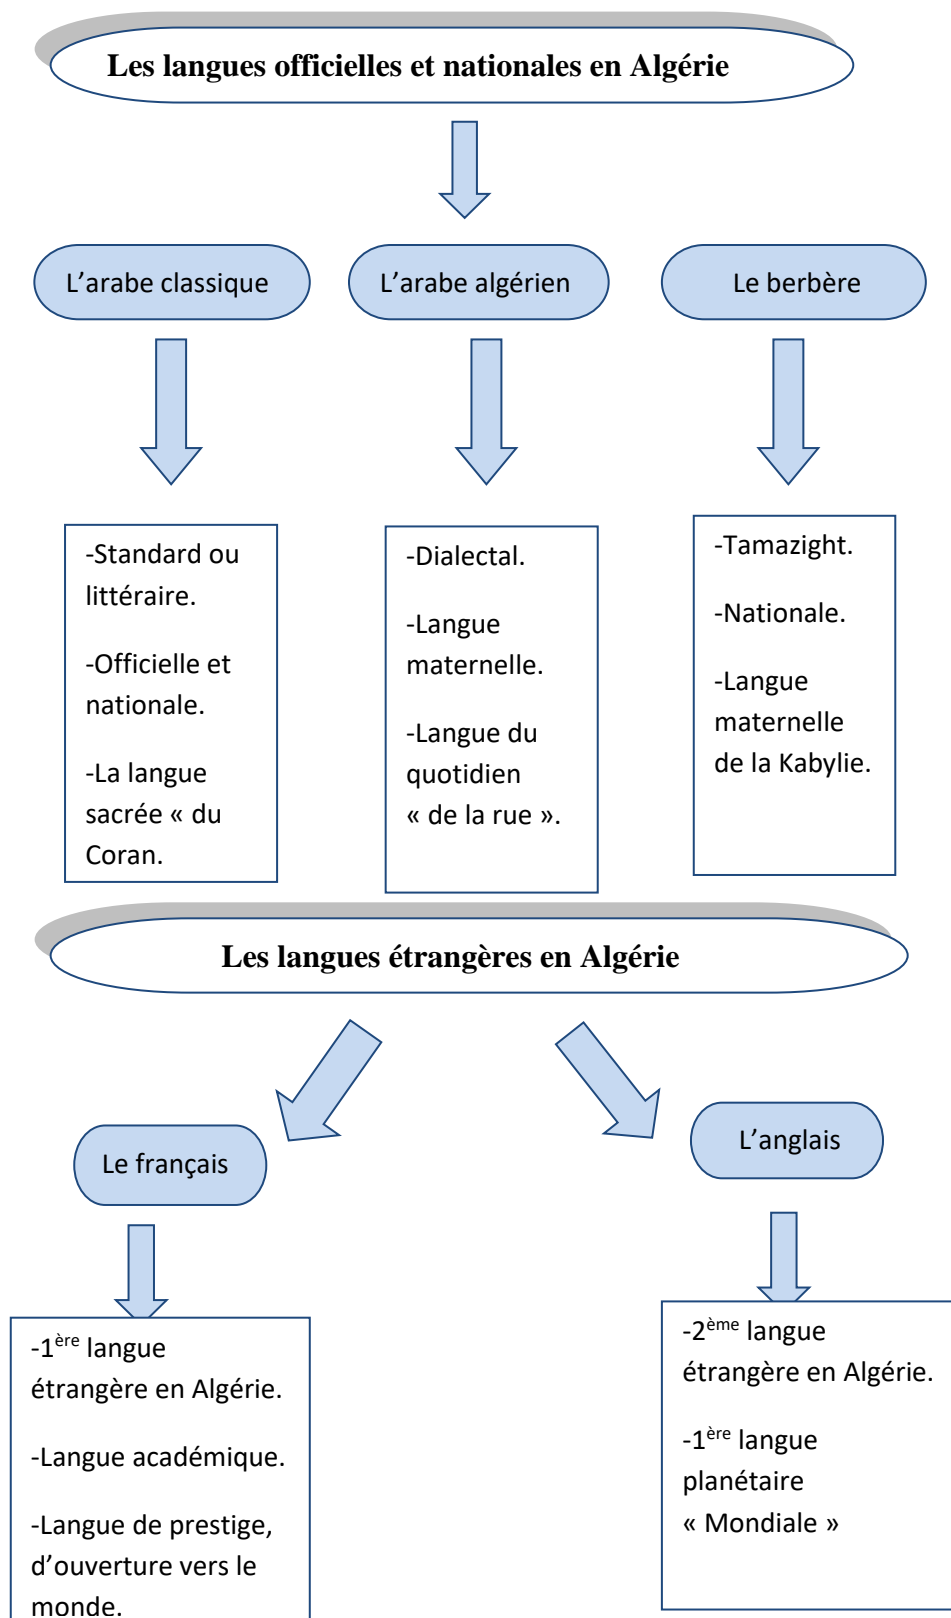 Les langues officielles et nationales en Algérie
L’arabe classique
L’arabe algérien
Le berbère
-Standard ou
littéraire.
-Officielle et
nationale.
-La langue
sacrée « du
Coran.
-Dialectal.
-Langue
maternelle.
-Langue du
quotidien
« de la rue ».
-Tamazight.
-Nationale.
-Langue
maternelle
de la Kabylie.
Les langues étrangères en Algérie
Le français
L’anglais
-1ère langue
étrangère en Algérie.
-Langue académique.
-Langue de prestige,
d’ouverture vers le
monde.
-2ème langue
étrangère en Algérie.
-1ère langue
planétaire
« Mondiale »